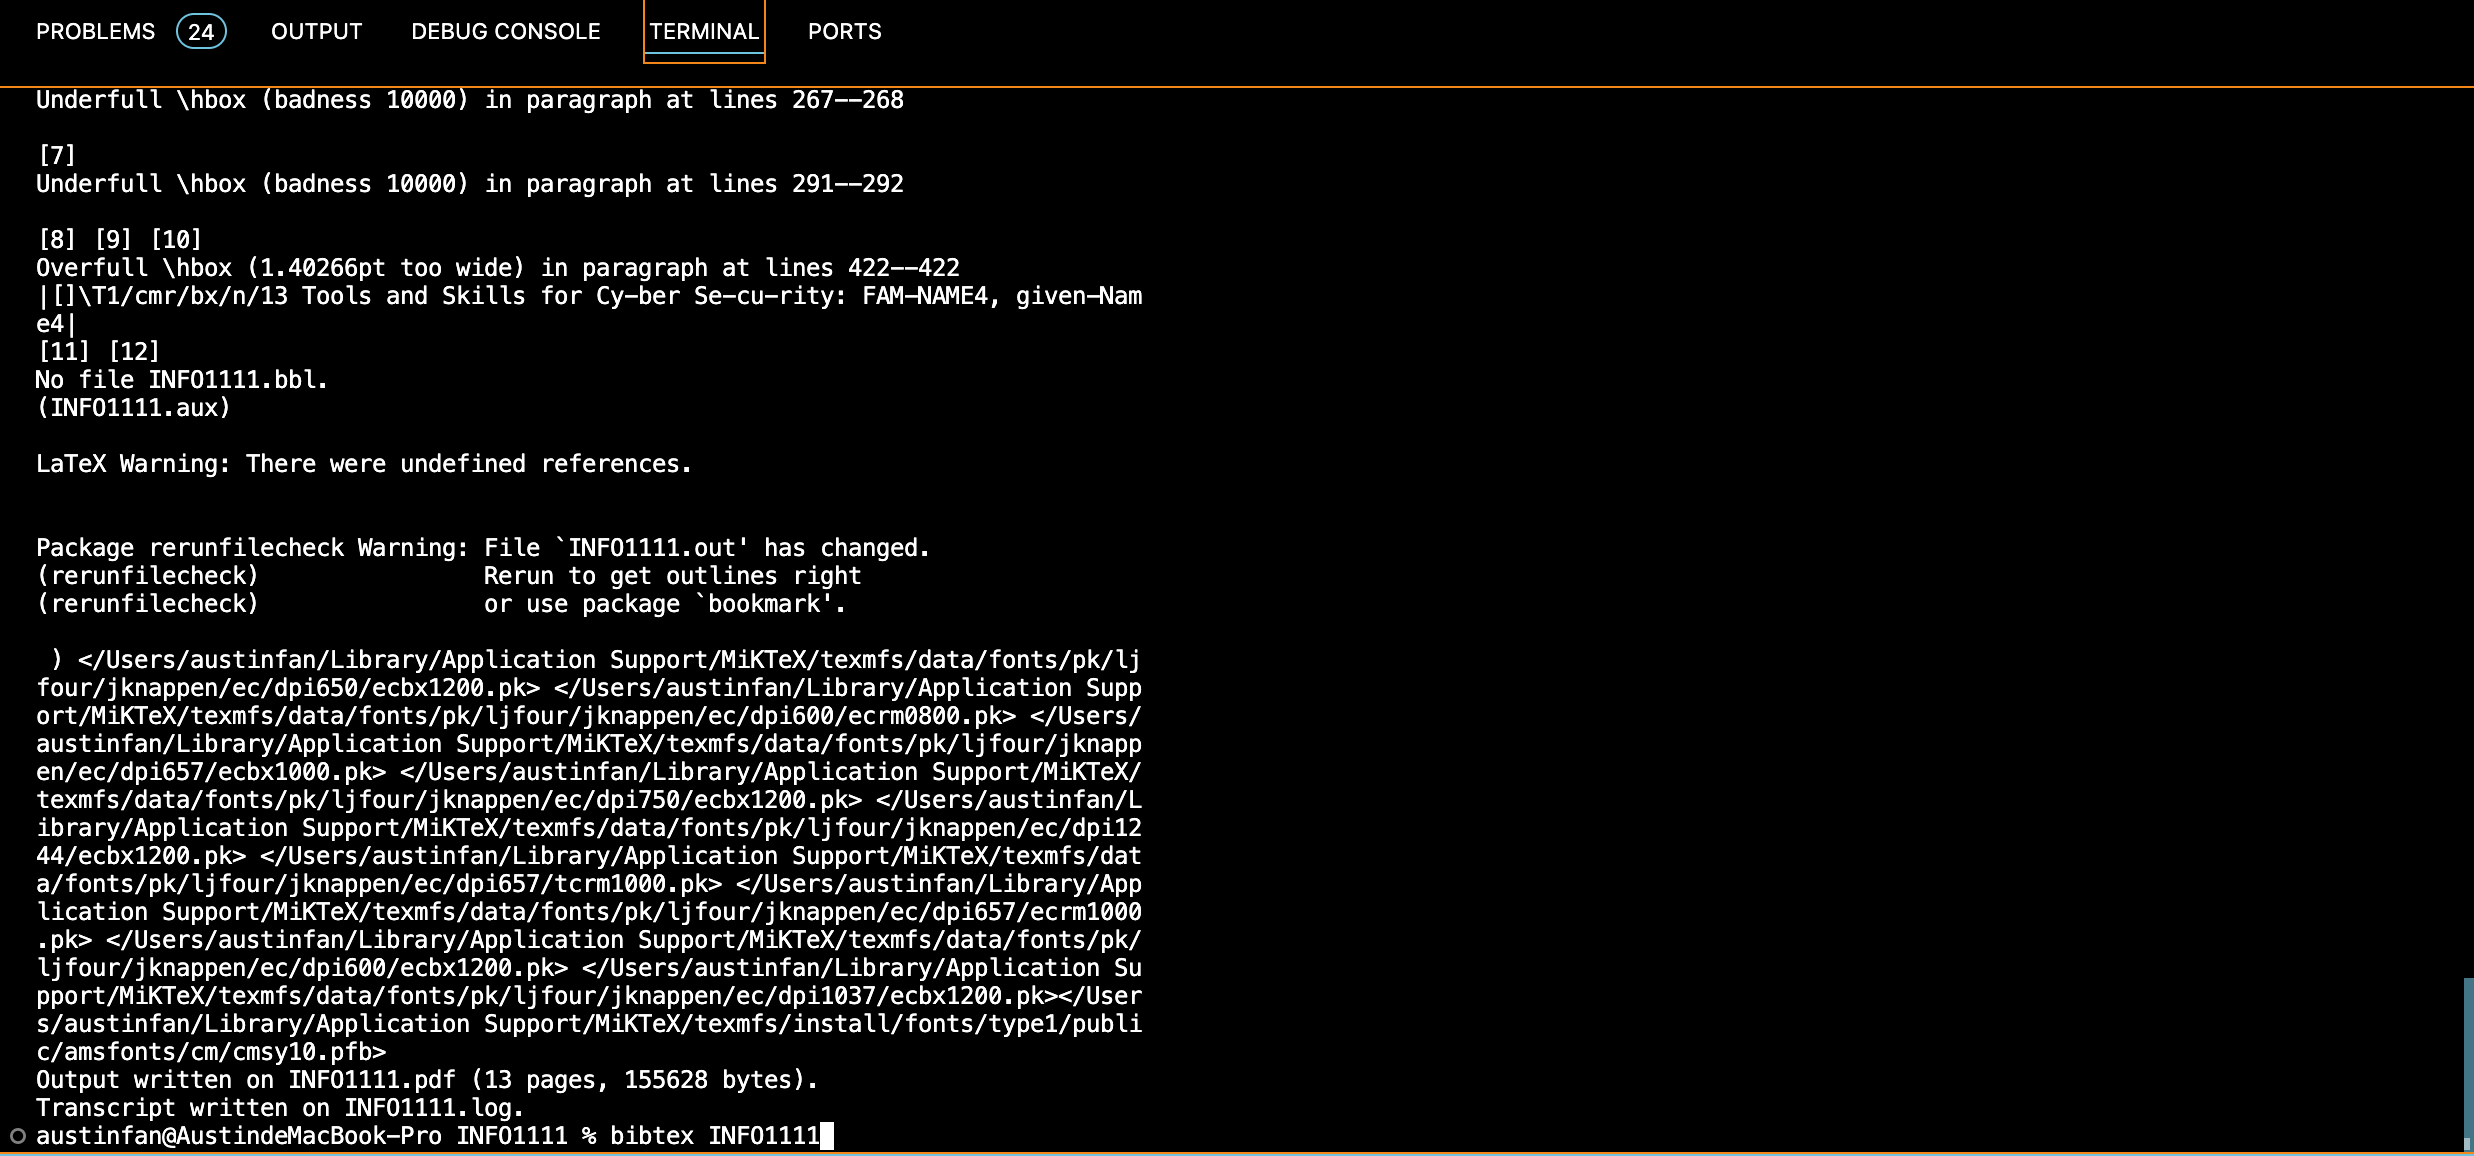 PROBLEMS 24 OUTPUT DEBUG CONSOLE TERMINAL PORTS
Underfull \hbox (badness 10000) in paragraph at lines 267--268
[7]
Underfull \hbox (badness 10000) in paragraph at lines 291--292
[8] [9] [10]
Overfull \hbox (1.40266pt too wide) in paragraph at lines 422--422
|[]\T1/cmr/bx/n/13 Tools and Skills for Cy-ber Se-cu-rity: FAM-NAME4, given-Nam
e4|
[11] [12]
No file INFO1111.bbl.
(INFO1111.aux)
LaTeX Warning: There were undefined references.
Package rerunfilecheck Warning: File `INFO1111.out' has changed.
(rerunfilecheck)                Rerun to get outlines right
(rerunfilecheck)                or use package `bookmark'.
 ) </Users/austinfan/Library/Application Support/MiKTeX/texmfs/data/fonts/pk/lj
four/jknappen/ec/dpi650/ecbx1200.pk> </Users/austinfan/Library/Application Supp
ort/MiKTeX/texmfs/data/fonts/pk/ljfour/jknappen/ec/dpi600/ecrm0800.pk> </Users/
austinfan/Library/Application Support/MiKTeX/texmfs/data/fonts/pk/ljfour/jknapp
en/ec/dpi657/ecbx1000.pk> </Users/austinfan/Library/Application Support/MiKTeX/
texmfs/data/fonts/pk/ljfour/jknappen/ec/dpi750/ecbx1200.pk> </Users/austinfan/L
ibrary/Application Support/MiKTeX/texmfs/data/fonts/pk/ljfour/jknappen/ec/dpi12
44/ecbx1200.pk> </Users/austinfan/Library/Application Support/MiKTeX/texmfs/dat
a/fonts/pk/ljfour/jknappen/ec/dpi657/tcrm1000.pk> </Users/austinfan/Library/App
lication Support/MiKTeX/texmfs/data/fonts/pk/ljfour/jknappen/ec/dpi657/ecrm1000
.pk> </Users/austinfan/Library/Application Support/MiKTeX/texmfs/data/fonts/pk/
ljfour/jknappen/ec/dpi600/ecbx1200.pk> </Users/austinfan/Library/Application Su
pport/MiKTeX/texmfs/data/fonts/pk/ljfour/jknappen/ec/dpi1037/ecbx1200.pk></User
s/austinfan/Library/Application Support/MiKTeX/texmfs/install/fonts/type1/publi
c/amsfonts/cm/cmsy10.pfb>
Output written on INFO1111.pdf (13 pages, 155628 bytes).
Transcript written on INFO1111.log.
austinfan@AustindeMacBook-Pro INFO1111 % bibtex INFO1111